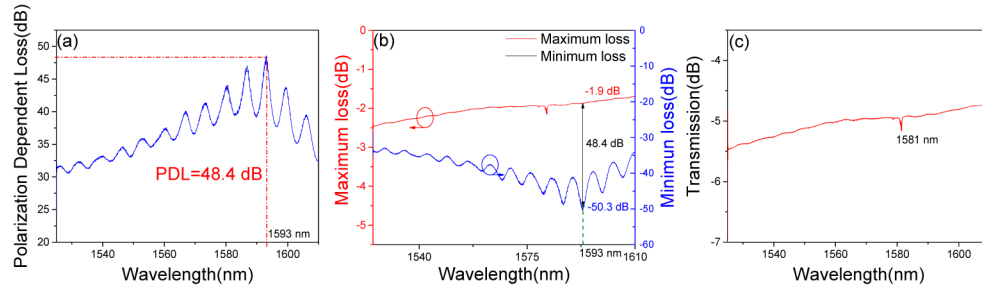 (a)
Polarization Dependent Loss(dB)
50
45
40
35
30
25
20
PDL=48.4 dB
1593 nm
1540 1560 1580 1600
Wavelength(nm)
(b)
Maximum loss(dB)
0
-1
-2
-3
-4
-5
Maximum loss
Minimum loss
-1.9 dB
48.4 dB
-50.3 dB
1593 nm
1540 1575 1610
Wavelength(nm)
0
-10
-20
-30
-40
-50
-60
Minimum loss(dB)
(c)
Transmission(dB)
-4
-5
-6
-7
1581 nm
1540 1560 1580 1600
Wavelength(nm)